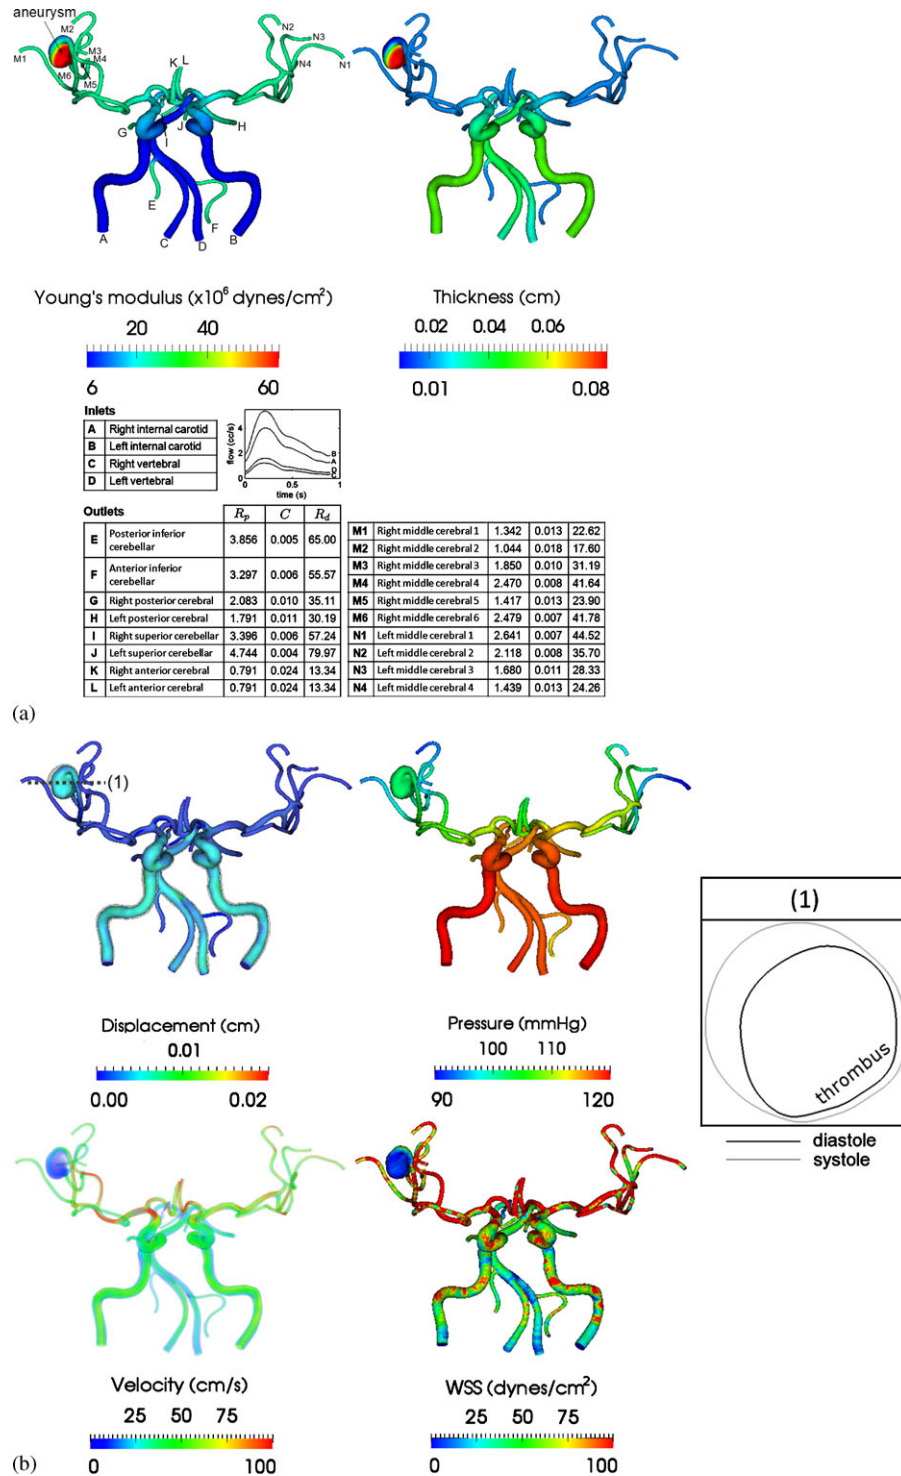 aneurysm
M2
M3
M4
M1
M6
M5
K L
N2
N3
N4
N1
G
I
J
H
E
F
A
C
D
B
Young's modulus (x10⁶ dynes/cm²)
20 40
6 60
Thickness (cm)
0.02 0.04 0.06
0.01 0.08
Inlets
A Right internal carotid
B Left internal carotid
C Right vertebral
D Left vertebral
flow (cc/s)
4
2
0
0 0.5 1
time (s)
B
A
D
C
Outlets Rp C Rd
E Posterior inferior cerebellar 3.856 0.005 65.00
F Anterior inferior cerebellar 3.297 0.006 55.57
G Right posterior cerebral 2.083 0.010 35.11
H Left posterior cerebral 1.791 0.011 30.19
I Right superior cerebellar 3.396 0.006 57.24
J Left superior cerebellar 4.744 0.004 79.97
K Right anterior cerebral 0.791 0.024 13.34
L Left anterior cerebral 0.791 0.024 13.34
M1 Right middle cerebral 1 1.342 0.013 22.62
M2 Right middle cerebral 2 1.044 0.018 17.60
M3 Right middle cerebral 3 1.850 0.010 31.19
M4 Right middle cerebral 4 2.470 0.008 41.64
M5 Right middle cerebral 5 1.417 0.013 23.90
M6 Right middle cerebral 6 2.479 0.007 41.78
N1 Left middle cerebral 1 2.641 0.007 44.52
N2 Left middle cerebral 2 2.118 0.008 35.70
N3 Left middle cerebral 3 1.680 0.011 28.33
N4 Left middle cerebral 4 1.439 0.013 24.26
(a)
(1)
Displacement (cm)
0.01
0.00 0.02
Pressure (mmHg)
100 110
90 120
(1)
thrombus
diastole
systole
Velocity (cm/s)
25 50 75
0 100
WSS (dynes/cm²)
25 50 75
0 100
(b)